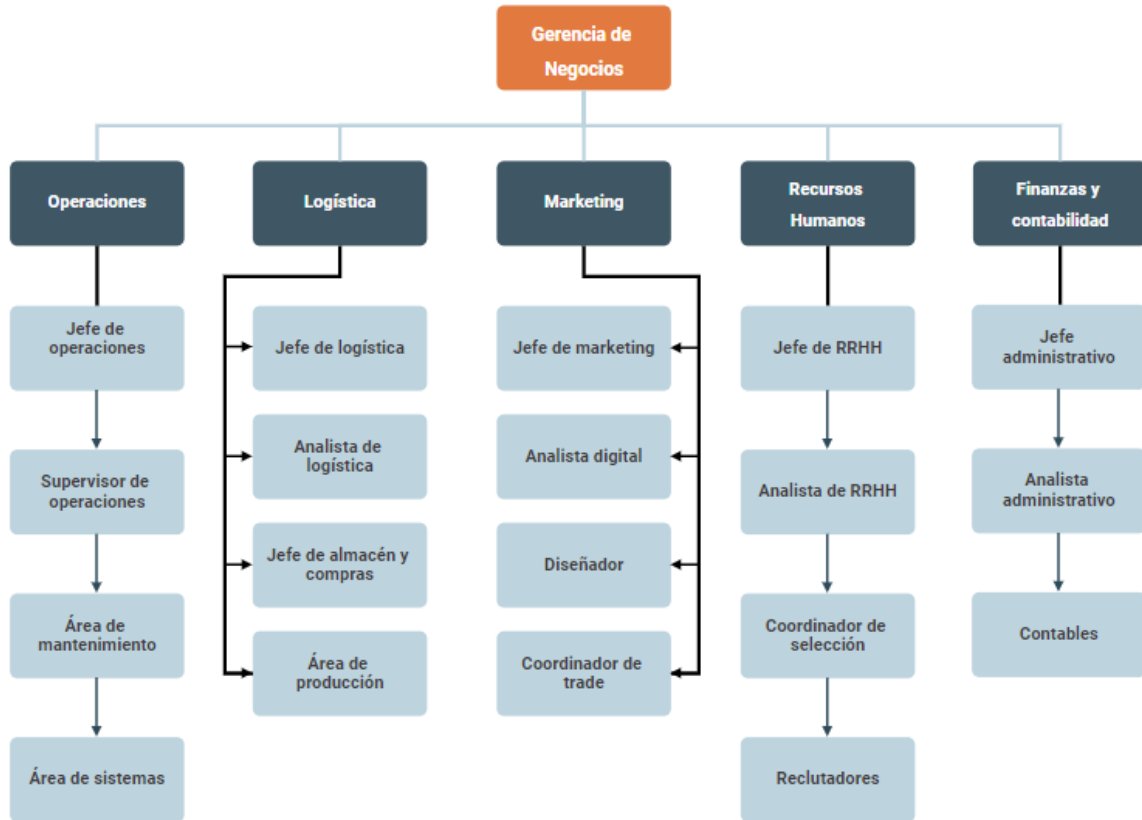 Gerencia de
Negocios
Operaciones
Logística
Marketing
Recursos
Humanos
Finanzas y
contabilidad
Jefe de
operaciones
Supervisor de
operaciones
Área de
mantenimiento
Área de sistemas
Jefe de logística
Analista de
logística
Jefe de almacén y
compras
Área de
producción
Jefe de marketing
Analista digital
Diseñador
Coordinador de
trade
Jefe de RRHH
Analista de RRHH
Coordinador de
selección
Reclutadores
Jefe
administrativo
Analista
administrativo
Contables